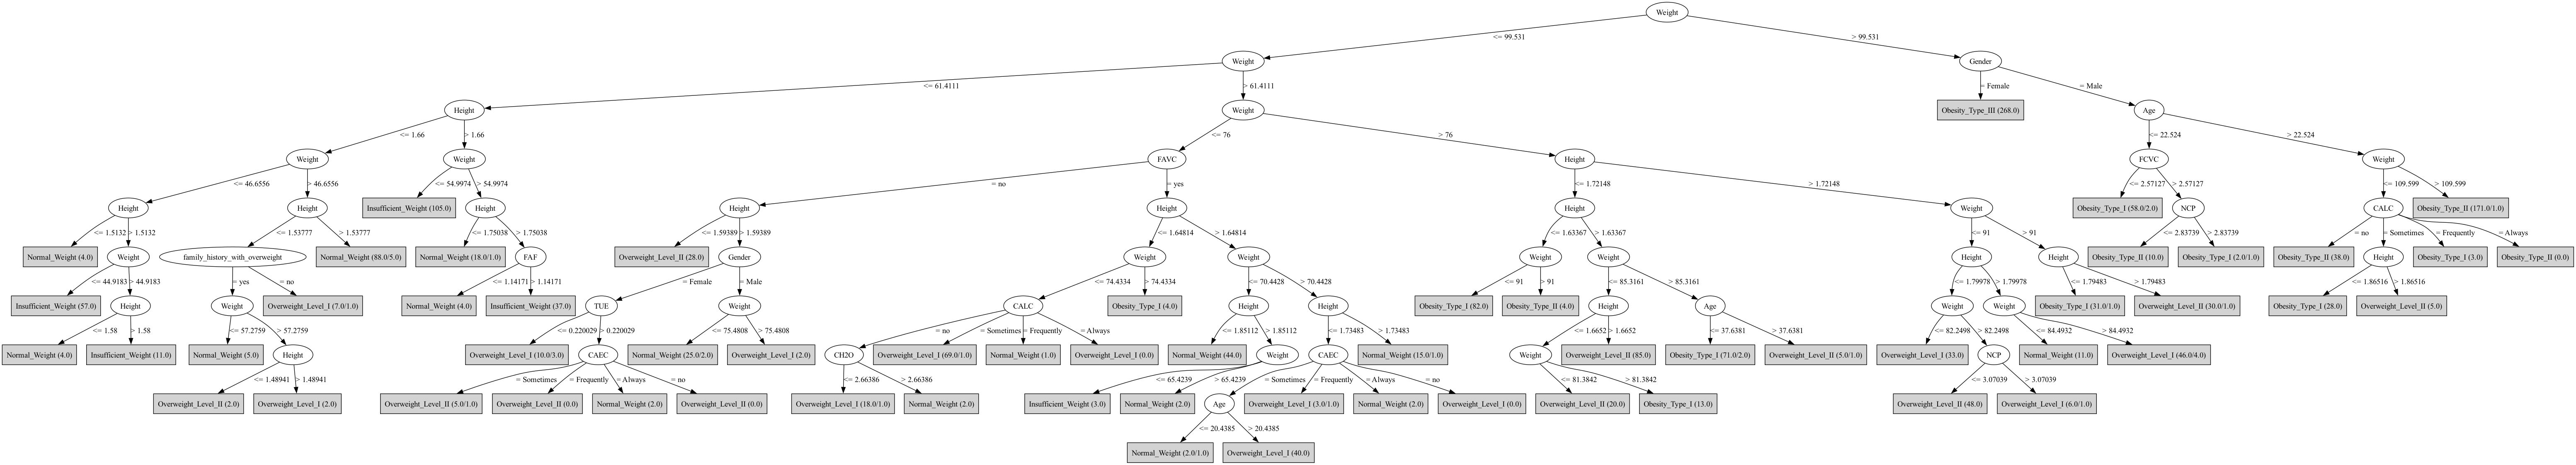 Weight
<= 99.531
> 99.531
Weight
Gender
<= 61.4111
> 61.4111
= Female
= Male
Height
Weight
Obesity_Type_III (268.0)
Age
<= 1.66
> 1.66
<= 76
> 76
<= 22.524
> 22.524
Weight
Weight
FAVC
Height
FCVC
Weight
<= 46.6556
> 46.6556
<= 54.9974
> 54.9974
= no
= yes
<= 1.72148
> 1.72148
<= 2.57127
> 2.57127
<= 109.599
> 109.599
Height
Height
Insufficient_Weight (105.0)
Height
Height
Height
Height
Weight
Obesity_Type_I (58.0/2.0)
NCP
CALC
Obesity_Type_II (171.0/1.0)
<= 1.5132
> 1.5132
<= 1.53777
> 1.53777
<= 1.75038
> 1.75038
<= 1.59389
> 1.59389
<= 1.64814
> 1.64814
<= 1.63367
> 1.63367
<= 91
> 91
<= 2.83739
> 2.83739
= no
= Sometimes
= Frequently
= Always
Normal_Weight (4.0)
Weight
family_history_with_overweight
Normal_Weight (88.0/5.0)
Normal_Weight (18.0/1.0)
FAF
Overweight_Level_II (28.0)
Gender
Weight
Weight
Weight
Weight
Height
Height
Obesity_Type_II (10.0)
Obesity_Type_I (2.0/1.0)
Obesity_Type_II (38.0)
Height
Obesity_Type_I (3.0)
Obesity_Type_II (0.0)
<= 44.9183
> 44.9183
= yes
= no
<= 1.14171
> 1.14171
= Female
= Male
<= 74.4334
> 74.4334
<= 70.4428
> 70.4428
<= 91
> 91
<= 85.3161
> 85.3161
<= 1.79978
> 1.79978
<= 1.79483
> 1.79483
<= 1.86516
> 1.86516
Insufficient_Weight (57.0)
Height
Weight
Overweight_Level_I (7.0/1.0)
Normal_Weight (4.0)
Insufficient_Weight (37.0)
TUE
Weight
CALC
Obesity_Type_I (4.0)
Height
Height
Obesity_Type_I (82.0)
Obesity_Type_II (4.0)
Height
Age
Weight
Weight
Obesity_Type_I (31.0/1.0)
Overweight_Level_II (30.0/1.0)
Obesity_Type_I (28.0)
Overweight_Level_II (5.0)
<= 1.58
> 1.58
<= 57.2759
> 57.2759
<= 0.220029
> 0.220029
<= 75.4808
> 75.4808
= no
= Sometimes
= Frequently
= Always
<= 1.85112
> 1.85112
<= 1.73483
> 1.73483
<= 1.6652
> 1.6652
<= 37.6381
> 37.6381
<= 82.2498
> 82.2498
<= 84.4932
> 84.4932
Normal_Weight (4.0)
Insufficient_Weight (11.0)
Normal_Weight (5.0)
Height
Overweight_Level_I (10.0/3.0)
CAEC
Normal_Weight (25.0/2.0)
Overweight_Level_I (2.0)
CH2O
Overweight_Level_I (69.0/1.0)
Normal_Weight (1.0)
Overweight_Level_I (0.0)
Normal_Weight (44.0)
Weight
CAEC
Normal_Weight (15.0/1.0)
Weight
Overweight_Level_II (85.0)
Obesity_Type_I (71.0/2.0)
Overweight_Level_II (5.0/1.0)
Overweight_Level_I (33.0)
NCP
Normal_Weight (11.0)
Overweight_Level_I (46.0/4.0)
<= 1.48941
> 1.48941
= Sometimes
= Frequently
= Always
= no
<= 2.66386
> 2.66386
<= 65.4239
> 65.4239
= Sometimes
= Frequently
= Always
= no
<= 81.3842
> 81.3842
<= 3.07039
> 3.07039
Overweight_Level_II (2.0)
Overweight_Level_I (2.0)
Overweight_Level_II (5.0/1.0)
Overweight_Level_II (0.0)
Normal_Weight (2.0)
Overweight_Level_II (0.0)
Overweight_Level_I (18.0/1.0)
Normal_Weight (2.0)
Insufficient_Weight (3.0)
Normal_Weight (2.0)
Age
Overweight_Level_I (3.0/1.0)
Normal_Weight (2.0)
Overweight_Level_I (0.0)
Overweight_Level_II (20.0)
Obesity_Type_I (13.0)
Overweight_Level_II (48.0)
Overweight_Level_I (6.0/1.0)
<= 20.4385
> 20.4385
Normal_Weight (2.0/1.0)
Overweight_Level_I (40.0)